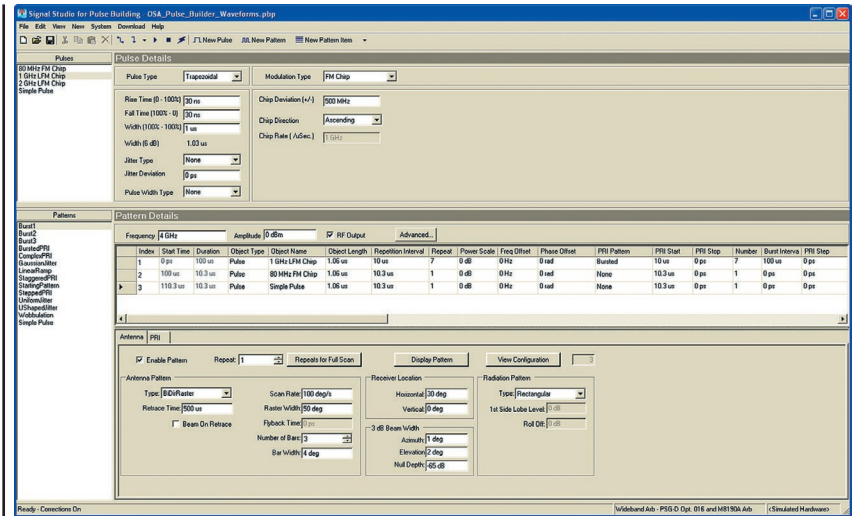 Signal Studio for Pulse Building OSA_Pulse_Builder_Waveforms.pbp
File Edit View New System Download Help
New Pulse New Pattern New Pattern Item
Pulses
80 MHz FM Chirp
1 GHz LFM Chirp
2 GHz LFM Chirp
Simple Pulse
Pulse Details
Pulse Type Trapezoidal Modulation Type FM Chirp
Rise Time (0 - 100%) 30 ns
Fall Time (100% - 0) 30 ns
Width (100% - 100%) 1 us
Width (6 dB) 1.03 us
Jitter Type None
Jitter Deviation 0 ps
Pulse Width Type None
Chirp Deviation (+/-) 500 MHz
Chirp Direction Ascending
Chirp Rate ( /uSec.) 1 GHz
Patterns
Burst1
Burst2
Burst3
BurstedPRI
ComplexPRI
GaussianJitter
LinearRamp
StaggeredPRI
StartingPattern
SteppedPRI
UniformJitter
UShapedJitter
Wobbulation
Simple Pulse
Pattern Details
Frequency 4 GHz Amplitude 0 dBm RF Output Advanced...
Index Start Time Duration Object Type Object Name Object Length Repetition Interval Repeat Power Scale Freq Offset Phase Offset PRI Pattern PRI Start PRI Stop Number Burst Interva PRI Step
1 0 ps 100 us Pulse 1 GHz LFM Chirp 1.06 us 10 us 7 0 dB 0 Hz 0 rad Bursted 10 us 0 ps 7 100 us 0 ps
2 100 us 10.3 us Pulse 80 MHz FM Chirp 1.06 us 10.3 us 1 0 dB 0 Hz 0 rad None 10.3 us 0 ps 1 0 ps 0 ps
3 110.3 us 10.3 us Pulse Simple Pulse 1.06 us 10.3 us 1 0 dB 0 Hz 0 rad None 10.3 us 0 ps 1 0 ps 0 ps
Antenna PRI
Enable Pattern Repeat: 1 Repeats for Full Scan Display Pattern View Configuration 3
Antenna Pattern
Type: BiDirRaster
Retrace Time: 500 us
Beam On Retrace
Scan Rate: 100 deg/s
Raster Width: 50 deg
Flyback Time: 0 ps
Number of Bars: 3
Bar Width: 4 deg
Receiver Location
Horizontal: 30 deg
Vertical: 0 deg
3 dB Beam Width
Azimuth: 1 deg
Elevation: 2 deg
Null Depth: -65 dB
Radiation Pattern
Type: Rectangular
1st Side Lobe Level: 0 dB
Roll Off: 0 dB
Ready - Corrections On Wideband Arb - PSG-D Opt. 016 and M8190A Arb <Simulated Hardware>